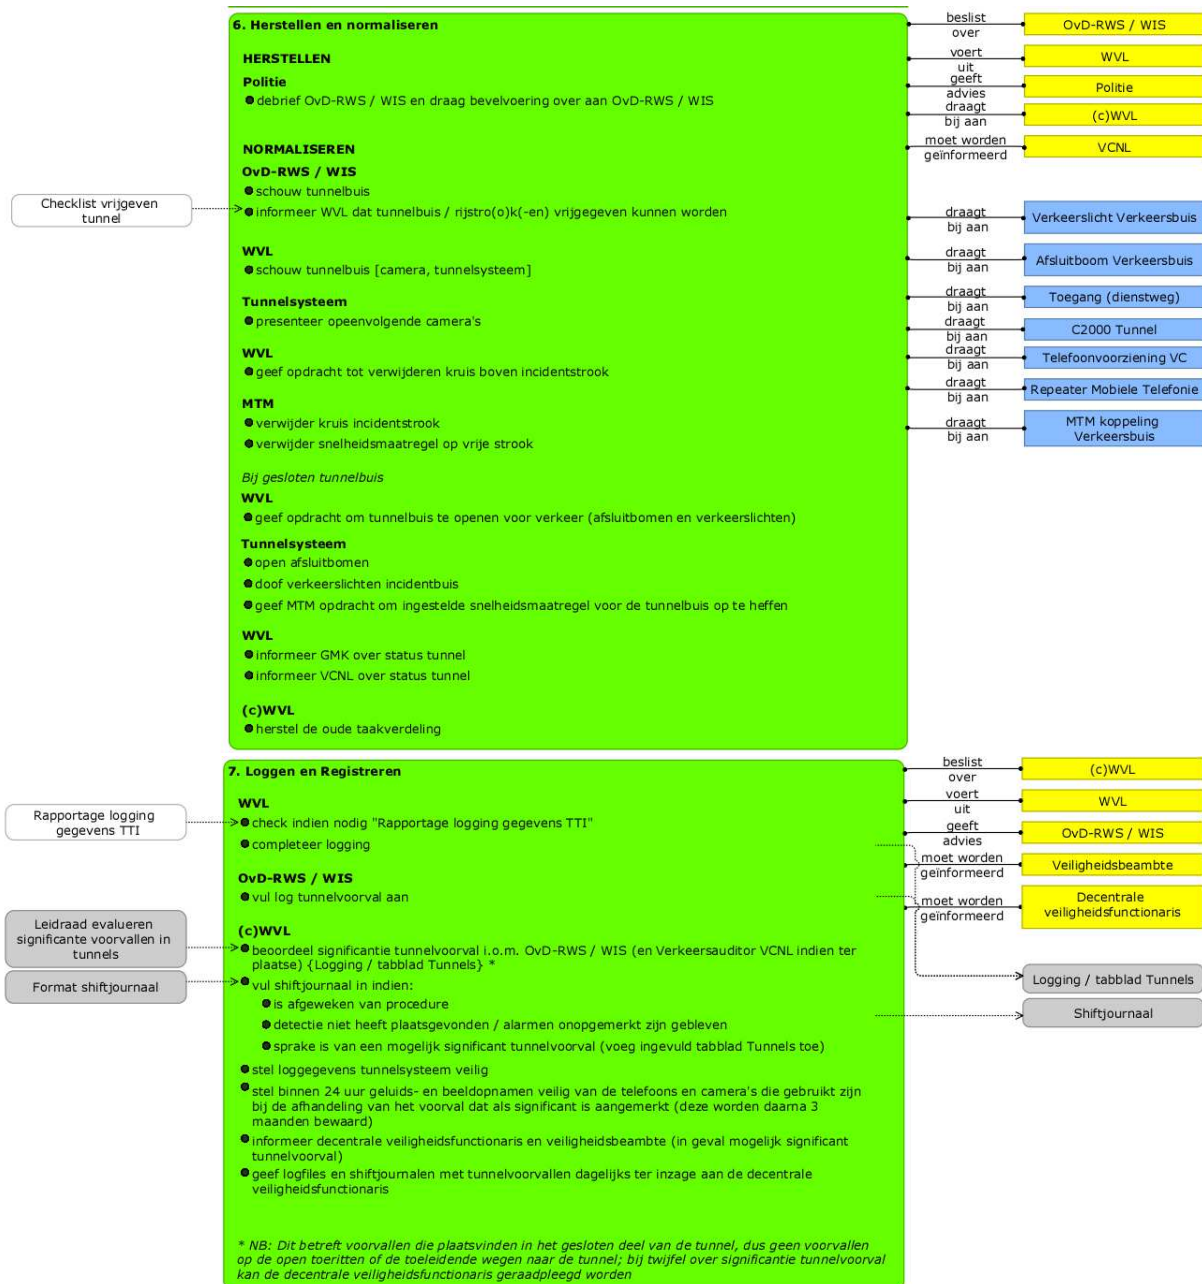 6. Herstellen en normaliseren
HERSTELLEN
Politie
debrief OvD-RWS / WIS en draag bevelvoering over aan OvD-RWS / WIS
NORMALISEREN
OvD-RWS / WIS
schouw tunnelbuis
informeer WVL dat tunnelbuis / rijstro(o)k(-en) vrijgegeven kunnen worden
WVL
schouw tunnelbuis [camera, tunnelsysteem]
Tunnelsysteem
presenteer opeenvolgende camera's
WVL
geef opdracht tot verwijderen kruis boven incidentstrook
MTM
verwijder kruis incidentstrook
verwijder snelheidsmaatregel op vrije strook
Bij gesloten tunnelbuis
WVL
geef opdracht om tunnelbuis te openen voor verkeer (afsluitbomen en verkeerslichten)
Tunnelsysteem
open afsluitbomen
doof verkeerslichten incidentbuis
geef MTM opdracht om ingestelde snelheidsmaatregel voor de tunnelbuis op te heffen
WVL
informeer GMK over status tunnel
informeer VCNL over status tunnel
(c)WVL
herstel de oude taakverdeling
Checklist vrijgeven
tunnel
beslist
over
OvD-RWS / WIS
voert
uit
WVL
geeft
advies
Politie
draagt
bij aan
(c)WVL
moet worden
geïnformeerd
VCNL
draagt
bij aan
Verkeerslicht Verkeersbuis
draagt
bij aan
Afsluitboom Verkeersbuis
draagt
bij aan
Toegang (dienstweg)
draagt
bij aan
C2000 Tunnel
draagt
bij aan
Telefoonvoorziening VC
draagt
bij aan
Repeater Mobiele Telefonie
draagt
bij aan
MTM koppeling
Verkeersbuis
7. Loggen en Registreren
WVL
check indien nodig "Rapportage logging gegevens TTI"
completeer logging
OvD-RWS / WIS
vul log tunnelvoorval aan
(c)WVL
beoordeel significantie tunnelvoorval i.o.m. OvD-RWS / WIS (en Verkeersauditor VCNL indien ter
plaatse) {Logging / tabblad Tunnels} *
vul shiftjournaal in indien:
is afgeweken van procedure
detectie niet heeft plaatsgevonden / alarmen onopgemerkt zijn gebleven
sprake is van een mogelijk significant tunnelvoorval (voeg ingevuld tabblad Tunnels toe)
stel loggegevens tunnelsysteem veilig
stel binnen 24 uur geluids- en beeldopnamen veilig van de telefoons en camera's die gebruikt zijn
bij de afhandeling van het voorval dat als significant is aangemerkt (deze worden daarna 3
maanden bewaard)
informeer decentrale veiligheidsfunctionaris en veiligheidsbeambte (in geval mogelijk significant
tunnelvoorval)
geef logfiles en shiftjournalen met tunnelvoorvallen dagelijks ter inzage aan de decentrale
veiligheidsfunctionaris
* NB: Dit betreft voorvallen die plaatsvinden in het gesloten deel van de tunnel, dus geen voorvallen
op de open toeritten of de toeleidende wegen naar de tunnel; bij twijfel over significantie tunnelvoorval
kan de decentrale veiligheidsfunctionaris geraadpleegd worden
Rapportage logging
gegevens TTI
Leidraad evalueren
significante voorvallen in
tunnels
Format shiftjournaal
beslist
over
(c)WVL
voert
uit
WVL
geeft
advies
OvD-RWS / WIS
moet worden
geïnformeerd
Veiligheidsbeambte
moet worden
geïnformeerd
Decentrale
veiligheidsfunctionaris
Logging / tabblad Tunnels
Shiftjournaal